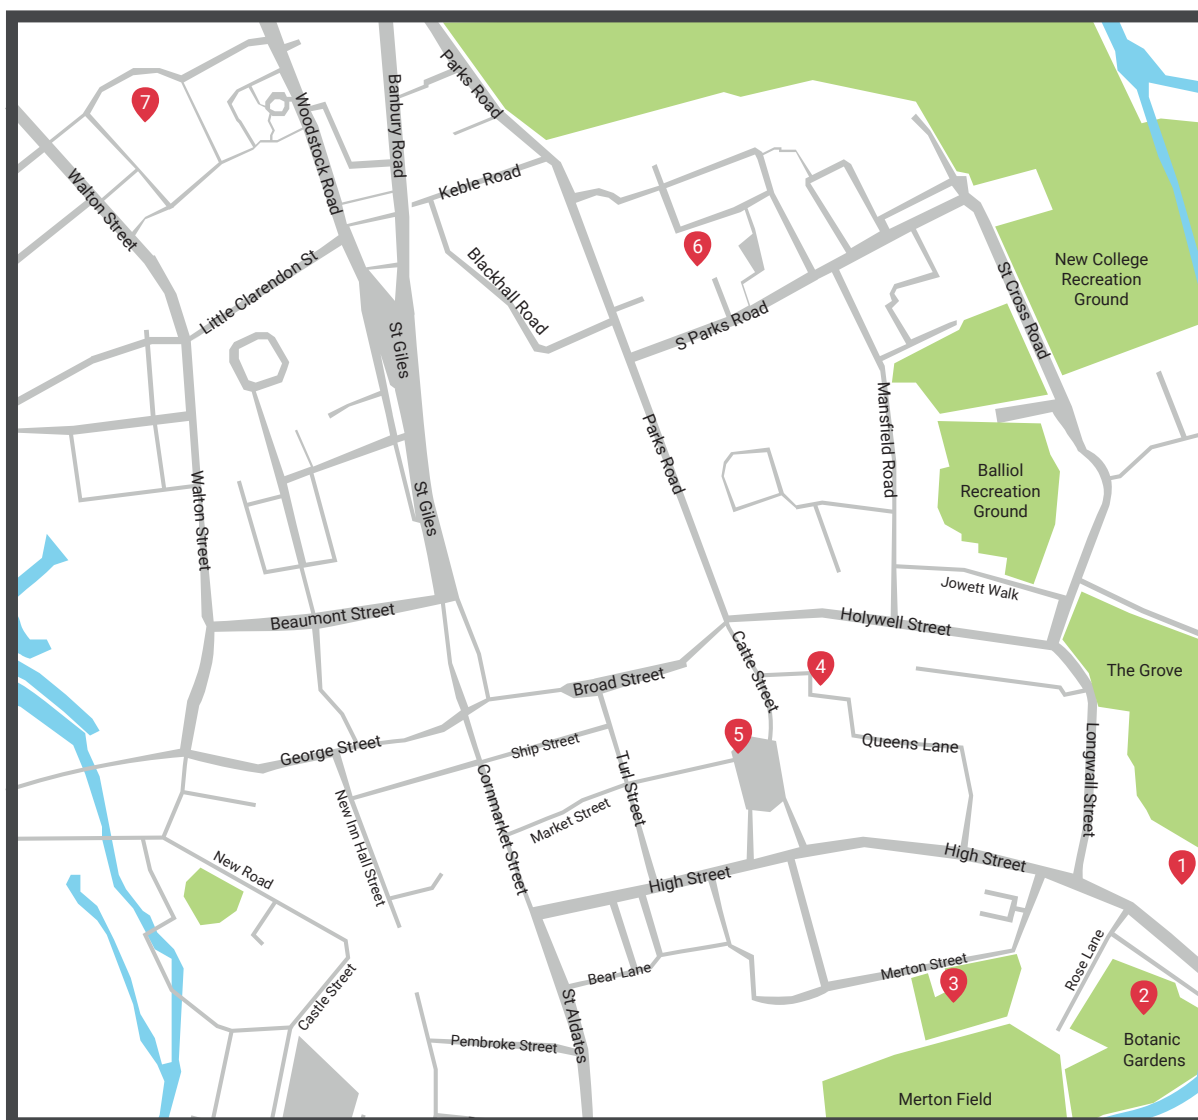 Parks Road
7
Banbury Road
Woodstock Road
Walton Street
Keble Road
6
Blackhall Road
Little Clarendon St
New College
Recreation
Ground
St Cross Road
S Parks Road
St Giles
Mansfield Road
Parks Road
Balliol
Recreation
Ground
Walton Street
St Giles
Jowett Walk
Beaumont Street
Holywell Street
Catte Street
4
The Grove
Broad Street
5
George Street
Ship Street
Queens Lane
Longwall Street
Turl Street
Cornmarket Street
Market Street
New Inn Hall Street
New Road
High Street
High Street
1
Rose Lane
Bear Lane
Merton Street
3
2
Castle Street
St Aldates
Pembroke Street
Botanic
Gardens
Merton Field